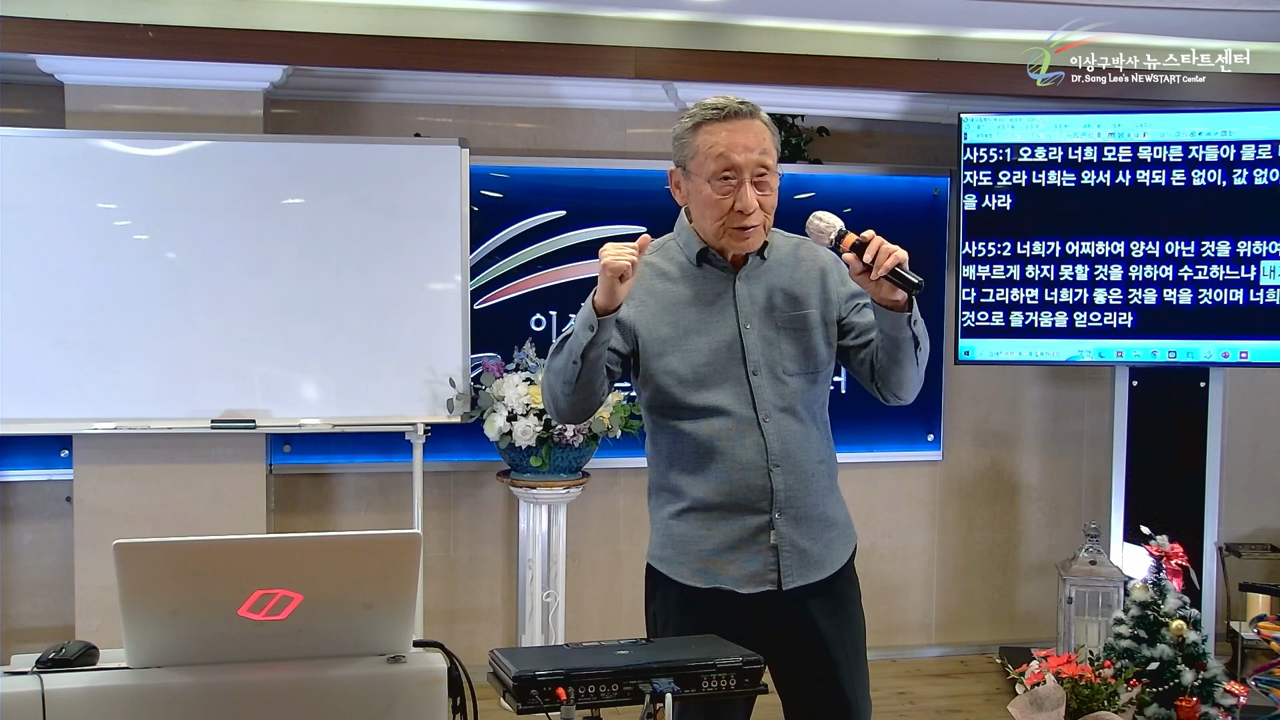 이상구박사 뉴스타트센터
Dr. Sang Lee's NEWSTART Center
사55:1 오호라 너희 모든 목마른 자들아 물로
자도 오라 너희는 와서 사 먹되 돈 없이, 값 없이
을 사라
사55:2 너희가 어찌하여 양식 아닌 것을 위하여
배부르게 하지 못할 것을 위하여 수고하느냐 내
다 그리하면 너희가 좋은 것을 먹을 것이며 너희
것으로 즐거움을 얻으리라